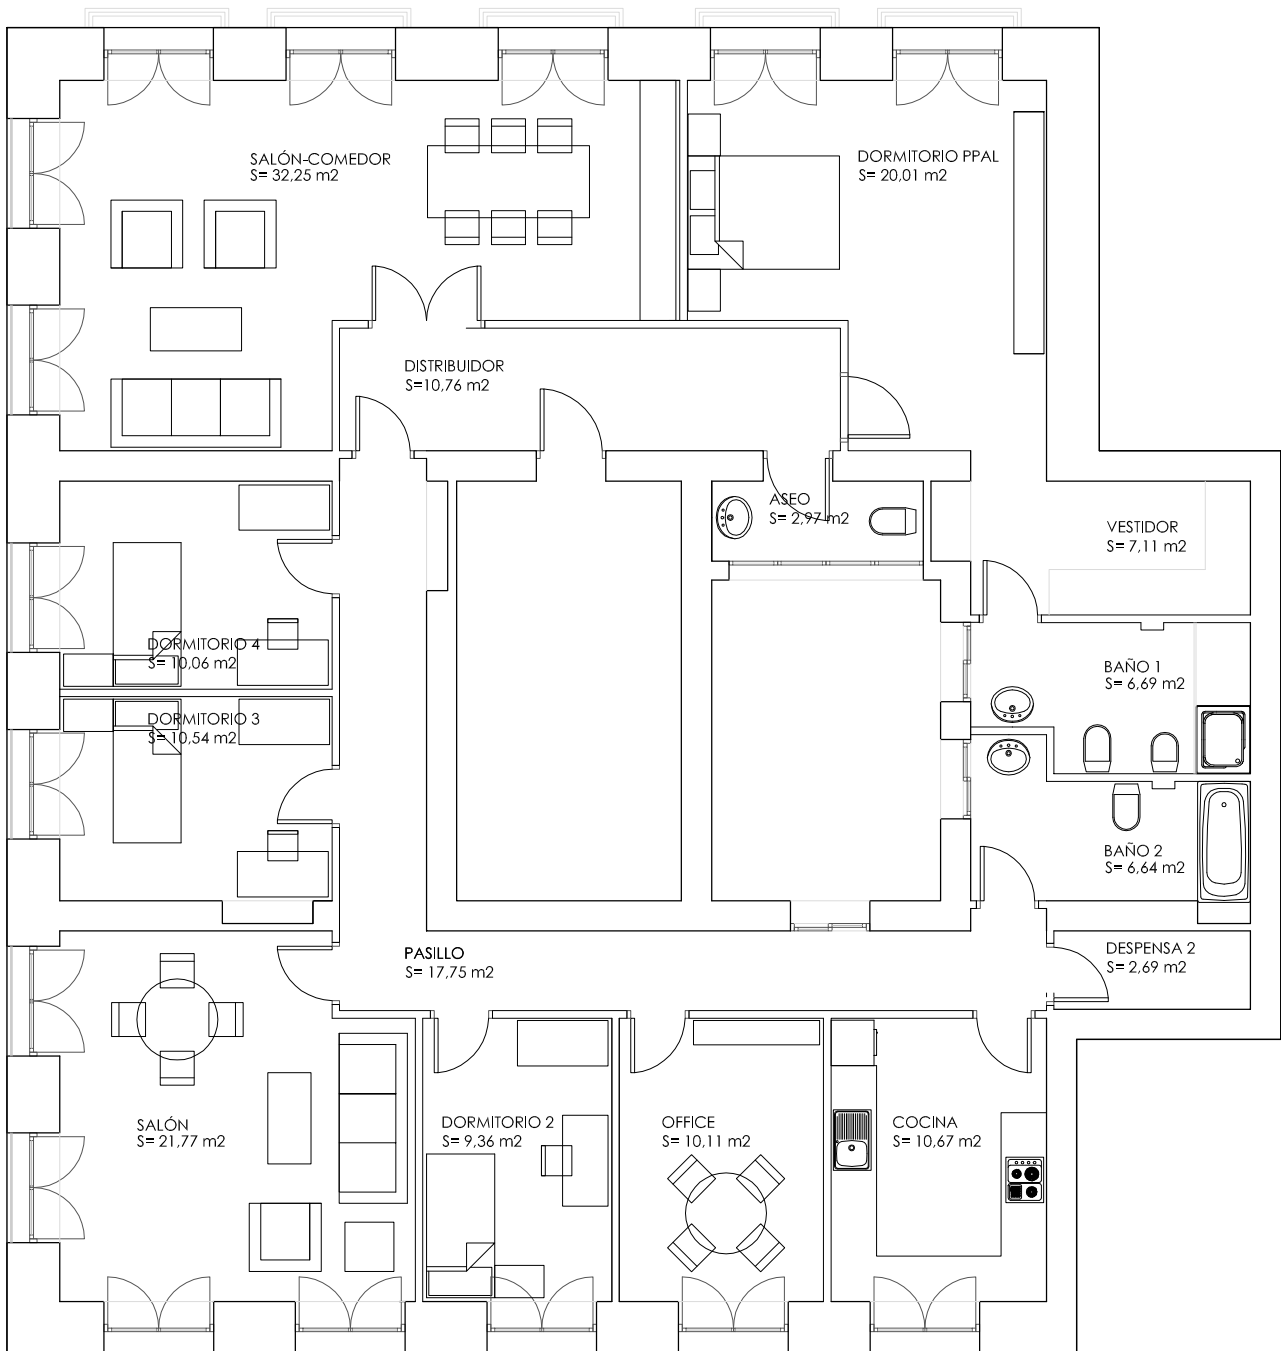 SALÓN-COMEDOR
S= 32,25 m2
DORMITORIO PPAL
S= 20,01 m2
DISTRIBUIDOR
S=10,76 m2
ASEO
S= 2,97 m2
VESTIDOR
S= 7,11 m2
DORMITORIO 4
S= 10,06 m2
BAÑO 1
S= 6,69 m2
DORMITORIO 3
S= 10,54 m2
BAÑO 2
S= 6,64 m2
PASILLO
S= 17,75 m2
DESPENSA 2
S= 2,69 m2
SALÓN
S= 21,77 m2
DORMITORIO 2
S= 9,36 m2
OFFICE
S= 10,11 m2
COCINA
S= 10,67 m2